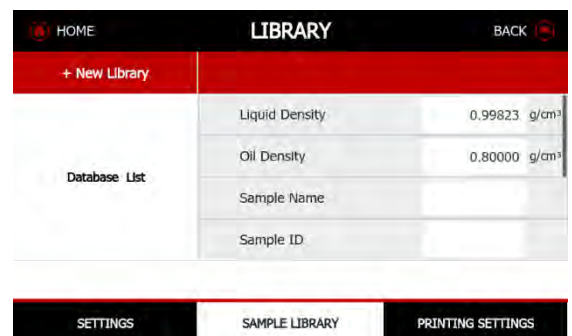 HOME LIBRARY BACK
+ New Library
Liquid Density 0.99823 g/cm³
Oil Density 0.80000 g/cm³
Database List
Sample Name
Sample ID
SETTINGS SAMPLE LIBRARY PRINTING SETTINGS